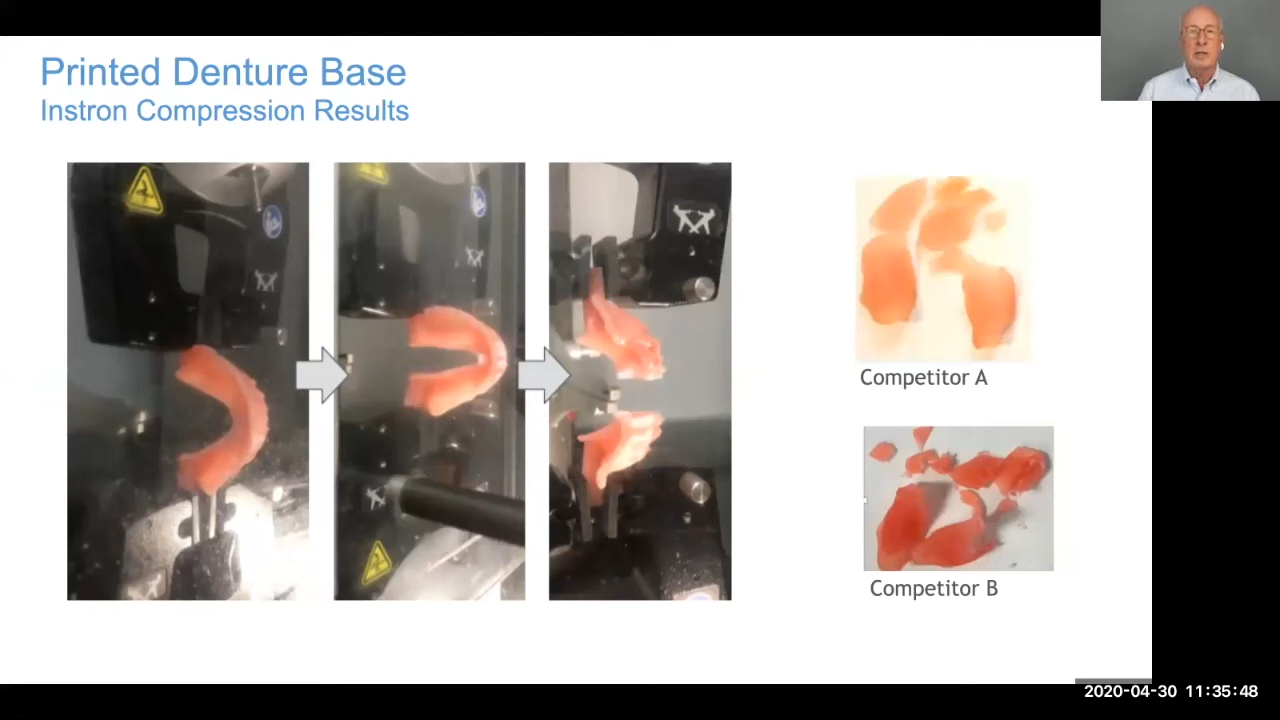 Printed Denture Base
Instron Compression Results
Competitor A
Competitor B
2020-04-30 11:35:48